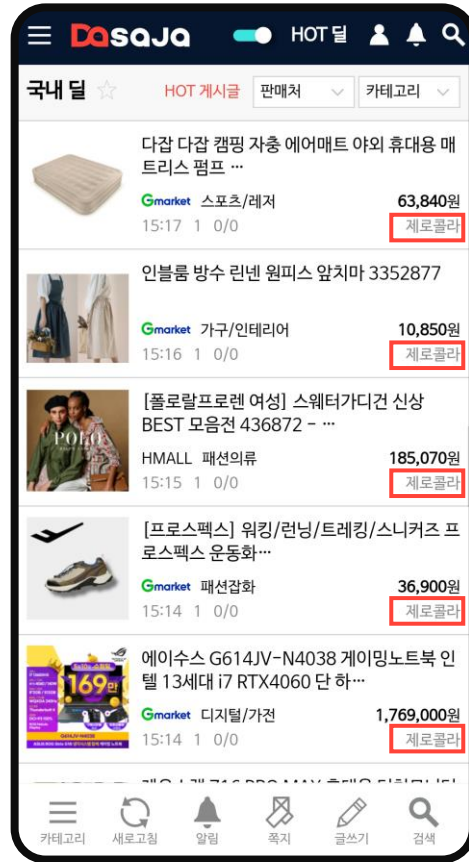 Dasaja HOT 딜
국내 딜 HOT 게시글 판매처 카테고리
다잡 다잡 캠핑 자충 에어매트 야외 휴대용 매
트리스 펌프 …
Gmarket 스포츠/레저 63,840원
15:17 1 0/0 제로콜라
인블룸 방수 린넨 원피스 앞치마 3352877
Gmarket 가구/인테리어 10,850원
15:16 1 0/0 제로콜라
POLO
[폴로랄프로렌 여성] 스웨터가디건 신상
BEST 모음전 436872 - …
HMALL 패션의류 185,070원
15:15 1 0/0 제로콜라
[프로스펙스] 워킹/런닝/트레킹/스니커즈 프
로스펙스 운동화…
Gmarket 패션잡화 36,900원
15:14 1 0/0 제로콜라
169만
G614JV-N4038
에이수스 G614JV-N4038 게이밍노트북 인
텔 13세대 i7 RTX4060 단 하…
Gmarket 디지털/가전 1,769,000원
15:14 1 0/0 제로콜라
카테고리 새로고침 알림 쪽지 글쓰기 검색